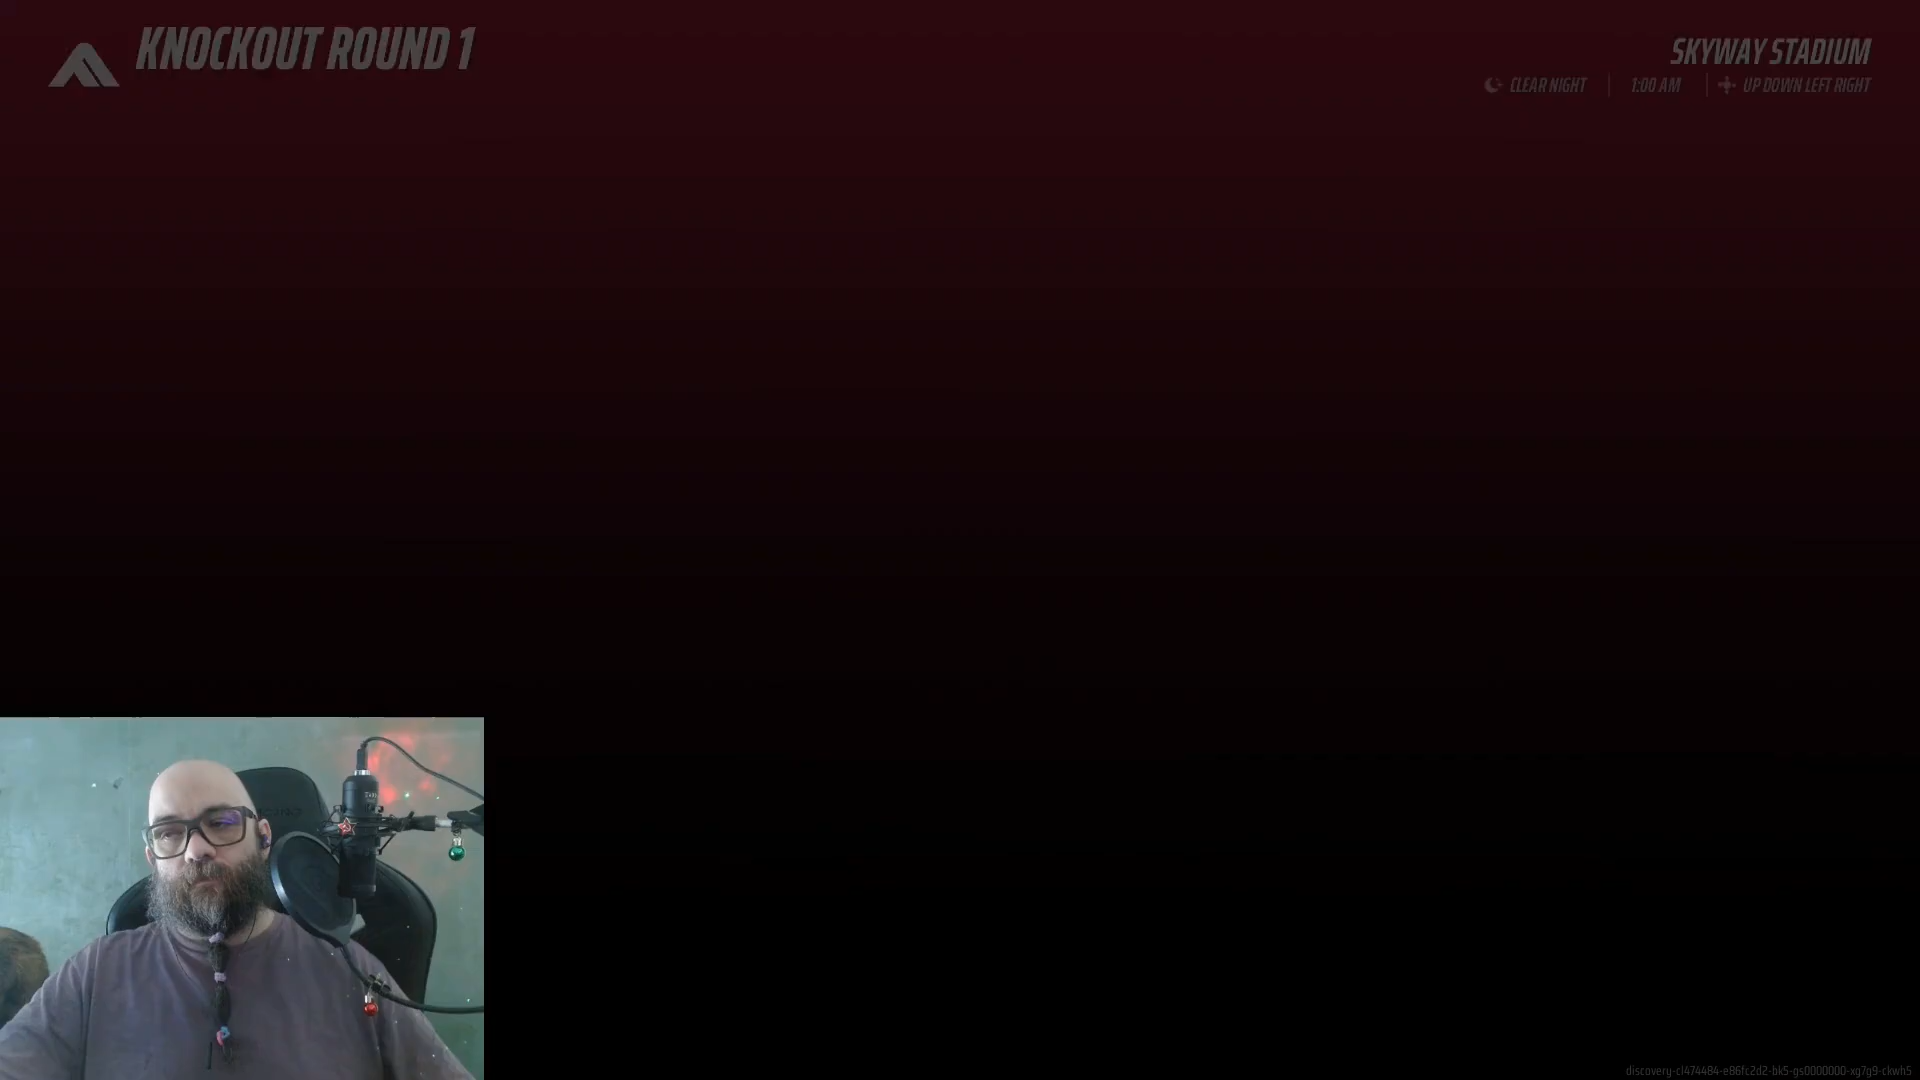 KNOCKOUT ROUND 1
SKYWAY STADIUM
CLEAR NIGHT | 1:00 AM | UP DOWN LEFT RIGHT
discovery-cl474484-e86fc2d2-bk5-gs0000000-xg7g9-ckwh5